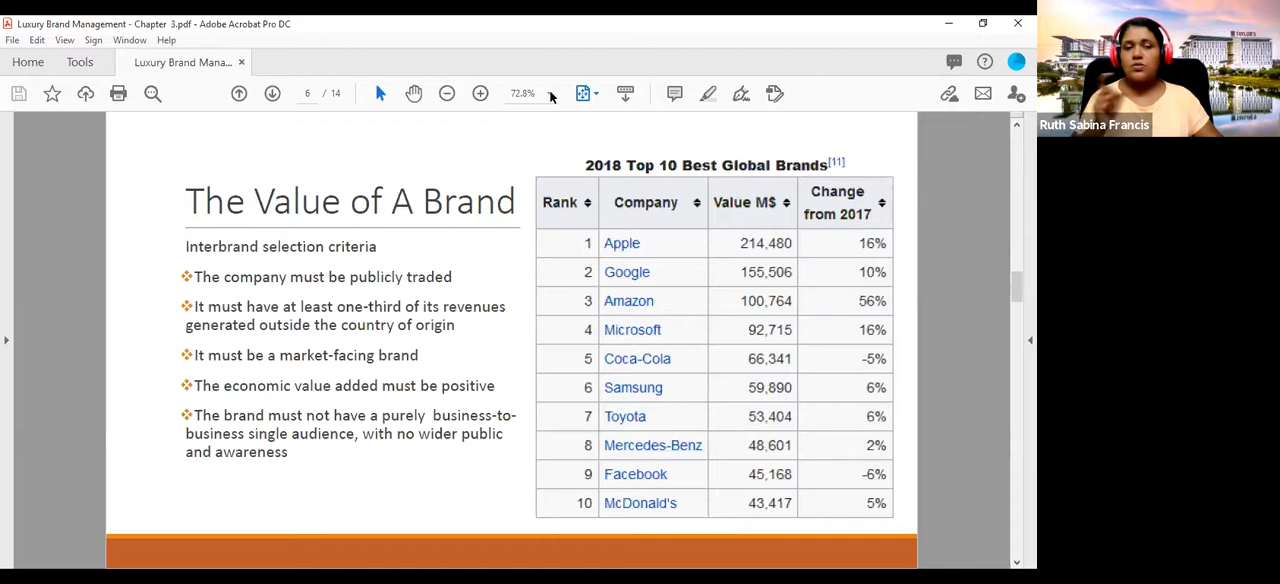 Luxury Brand Management - Chapter 3.pdf - Adobe Acrobat Pro DC
File Edit View Sign Window Help
Home Tools Luxury Brand Mana... ×
6 / 14 72.8%
Ruth Sabina Francis
The Value of A Brand
Interbrand selection criteria
The company must be publicly traded
It must have at least one-third of its revenues
generated outside the country of origin
It must be a market-facing brand
The economic value added must be positive
The brand must not have a purely business-to-
business single audience, with no wider public
and awareness
2018 Top 10 Best Global Brands[11]
Rank Company Value M$ Change
from 2017
1 Apple 214,480 16%
2 Google 155,506 10%
3 Amazon 100,764 56%
4 Microsoft 92,715 16%
5 Coca-Cola 66,341 -5%
6 Samsung 59,890 6%
7 Toyota 53,404 6%
8 Mercedes-Benz 48,601 2%
9 Facebook 45,168 -6%
10 McDonald's 43,417 5%